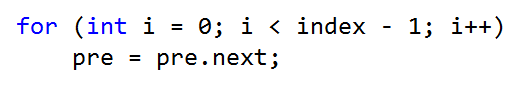 for (int i = 0; i < index - 1; i++)
    pre = pre.next;